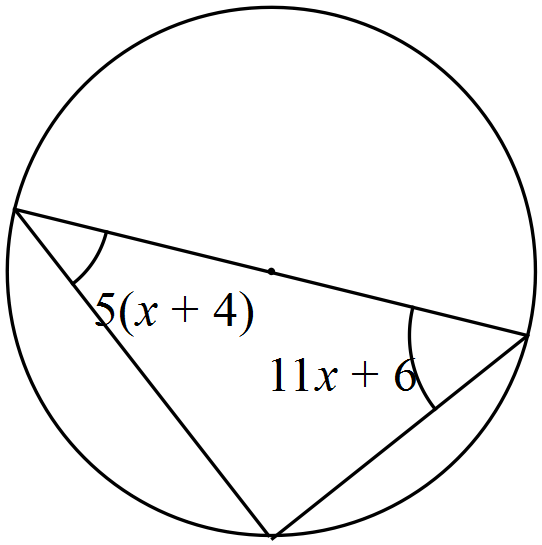 5(x + 4)
11x + 6